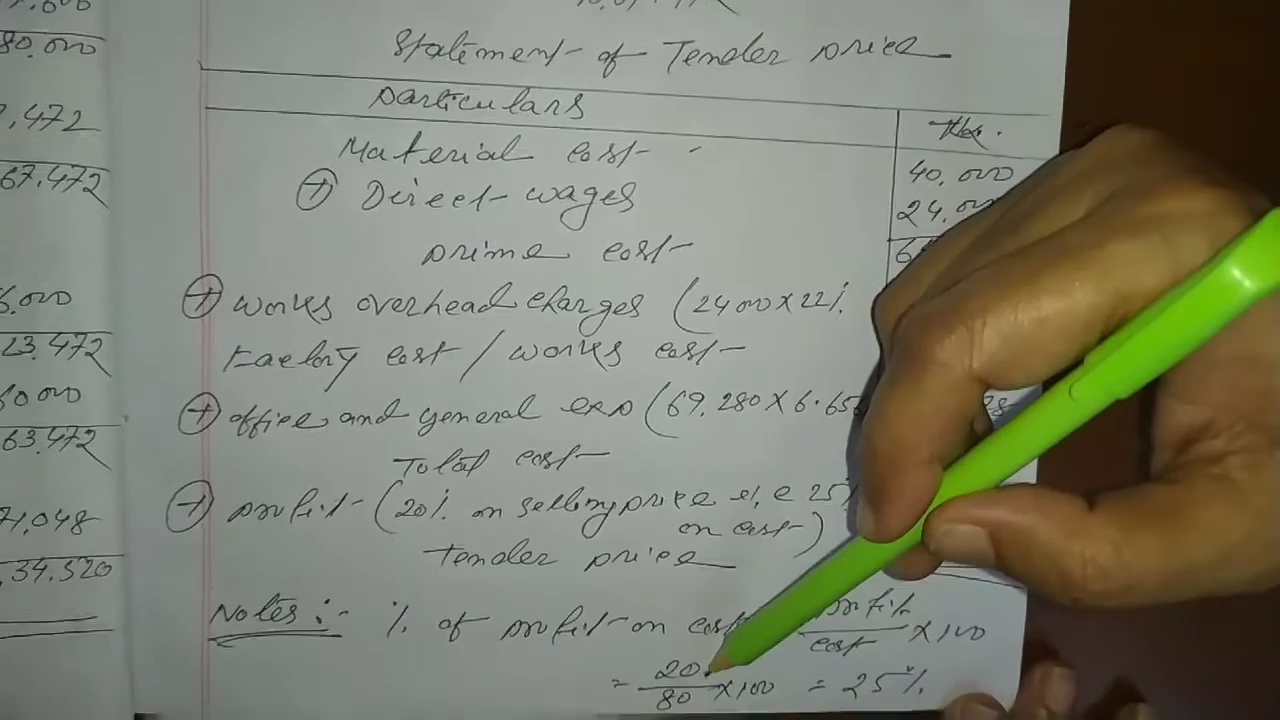 80,000
,472
67,472
5,000
23,472
0000
63,472
71,048
34,520
Statement of Tender price
Particulars
Material cost - 40,000
+ Direct wages 24,000
prime cost 6
+ works overhead charges (24000 x 22%
Factory cost / works cost
+ office and general exp (69,280 x 6.65
Total cost
+ profit (20% on selling price i.e 25%
on cost)
Tender price
Notes :- % of profit on cost profit/cost x 100
= 20/80 x 100 = 25%